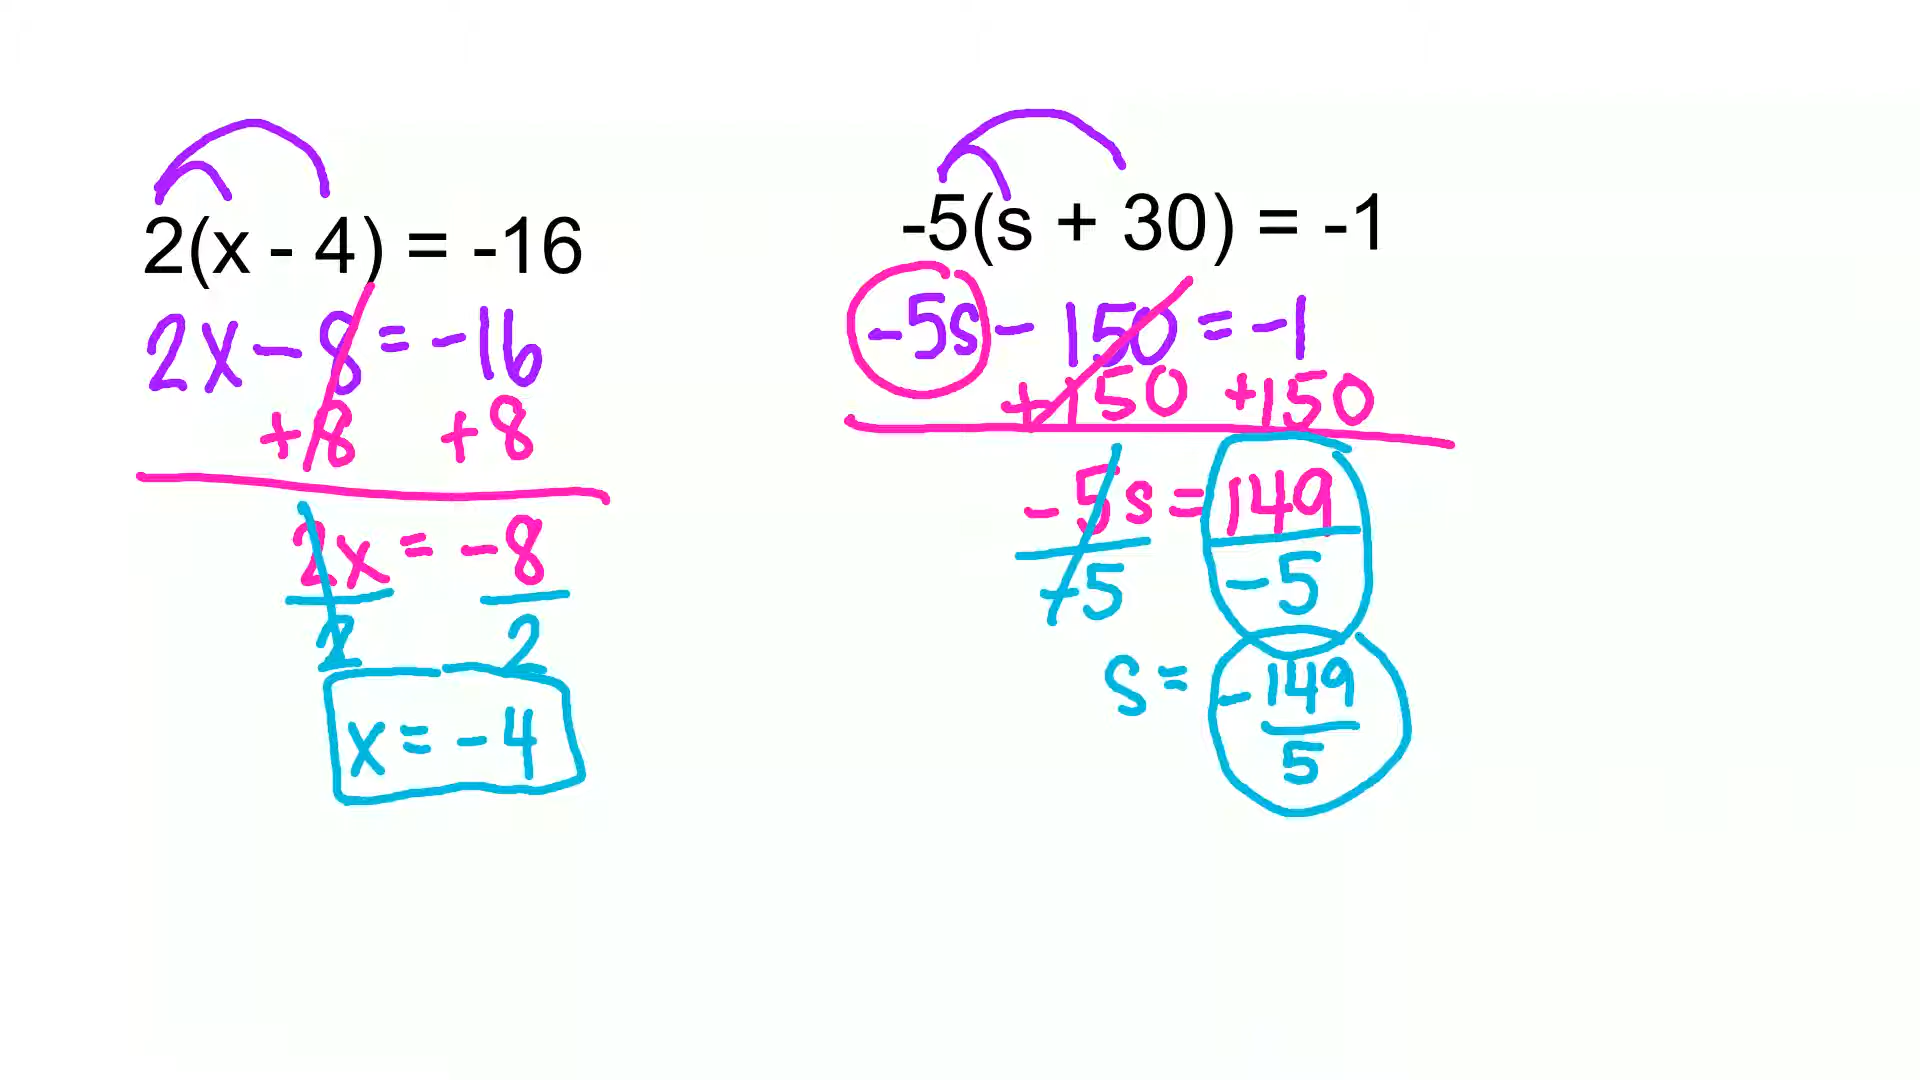 2(x - 4) = -16
2x - 8 = -16
+8 +8
2x = -8
2 2
x = -4
-5(s + 30) = -1
-5s - 150 = -1
+150 +150
-5s = 149
-5 -5
s = -149
5